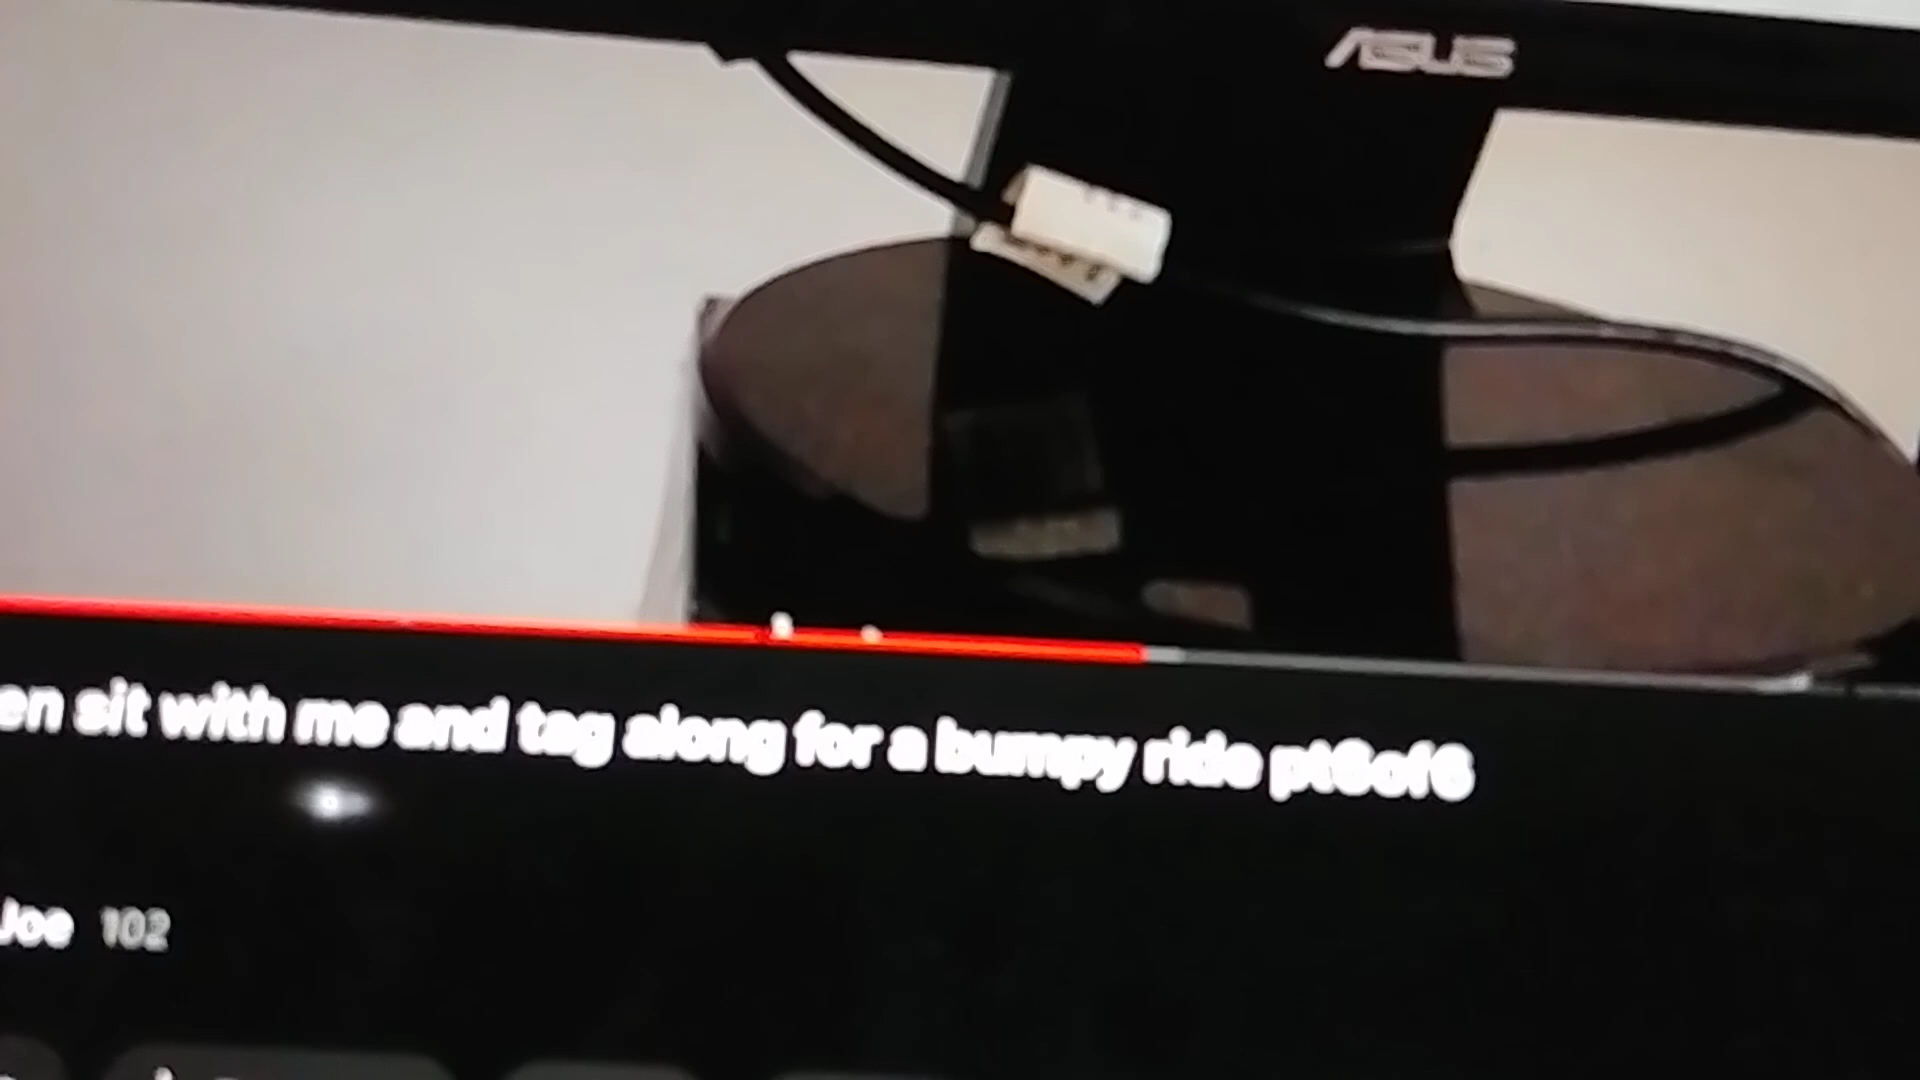 ASUS
en sit with me and tag along for a bumpy ride pt6of6
Joe 102